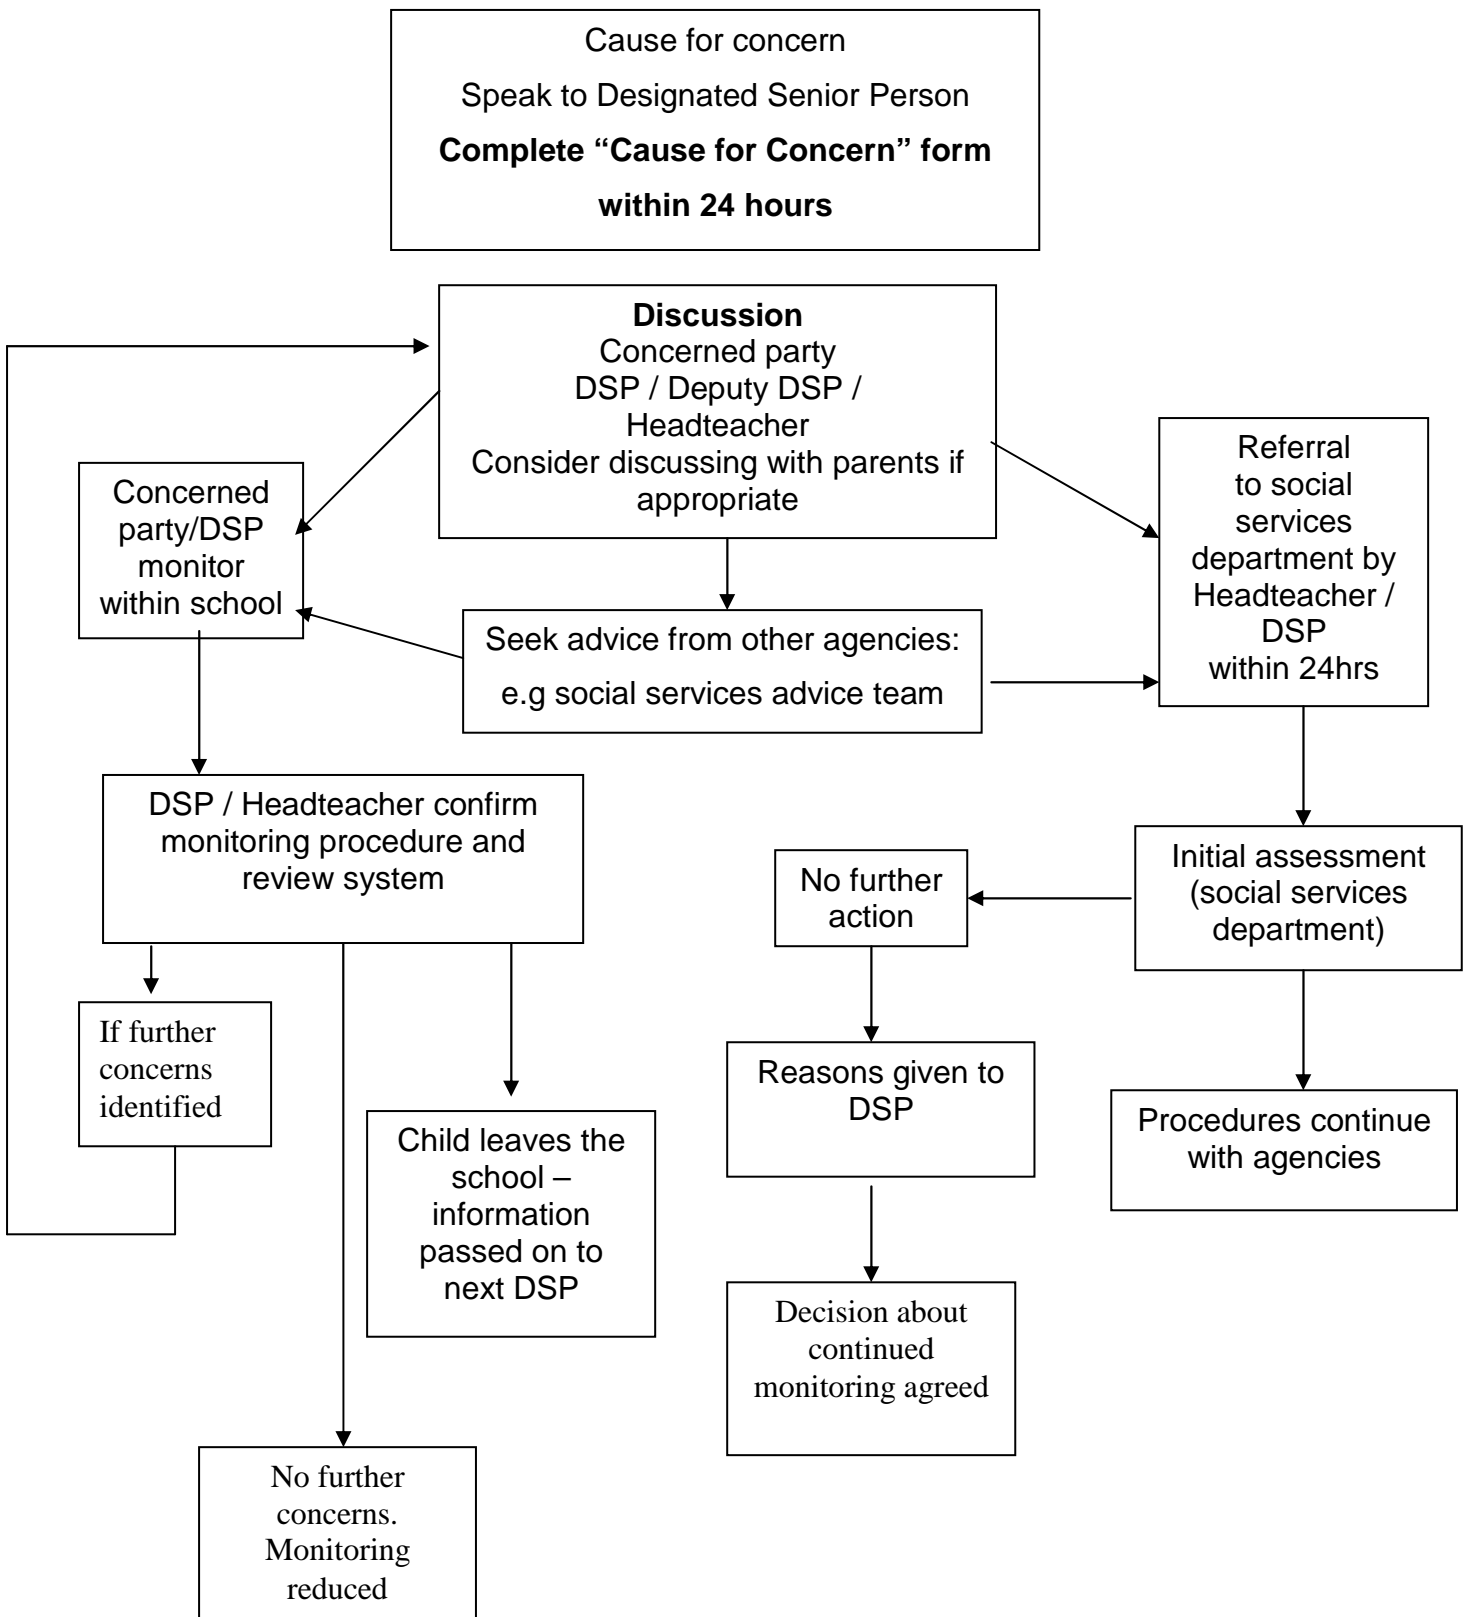 Cause for concern
Speak to Designated Senior Person
Complete “Cause for Concern” form
within 24 hours
Discussion
Concerned party
DSP / Deputy DSP /
Headteacher
Consider discussing with parents if
appropriate
Concerned
party/DSP
monitor
within school
Referral
to social
services
department by
Headteacher /
DSP
within 24hrs
Seek advice from other agencies:
e.g social services advice team
DSP / Headteacher confirm
monitoring procedure and
review system
No further
action
Initial assessment
(social services
department)
If further
concerns
identified
Reasons given to
DSP
Procedures continue
with agencies
Child leaves the
school –
information
passed on to
next DSP
Decision about
continued
monitoring agreed
No further
concerns.
Monitoring
reduced